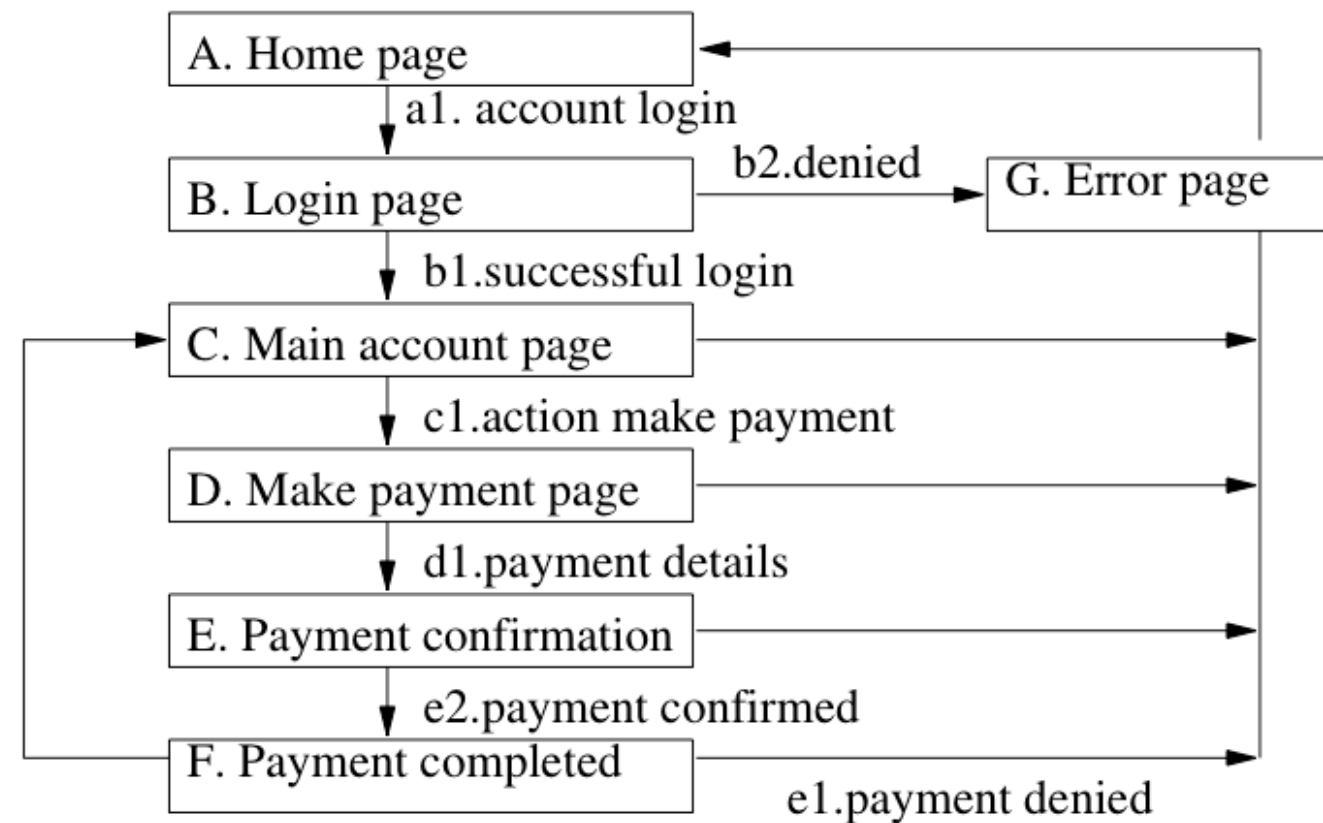 A. Home page
a1. account login
b2.denied
B. Login page
G. Error page
b1.successful login
C. Main account page
c1.action make payment
D. Make payment page
d1.payment details
E. Payment confirmation
e2.payment confirmed
F. Payment completed
e1.payment denied